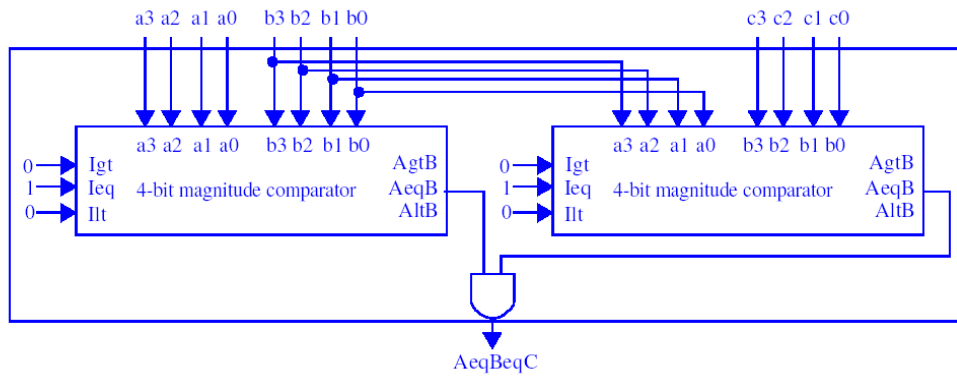 a3 a2 a1 a0 b3 b2 b1 b0 c3 c2 c1 c0
a3 a2 a1 a0 b3 b2 b1 b0 AgtB
0 Igt
1 Ieq 4-bit magnitude comparator AeqB
0 Ilt AltB
a3 a2 a1 a0 b3 b2 b1 b0 AgtB
0 Igt
1 Ieq 4-bit magnitude comparator AeqB
0 Ilt AltB
AeqBeqC